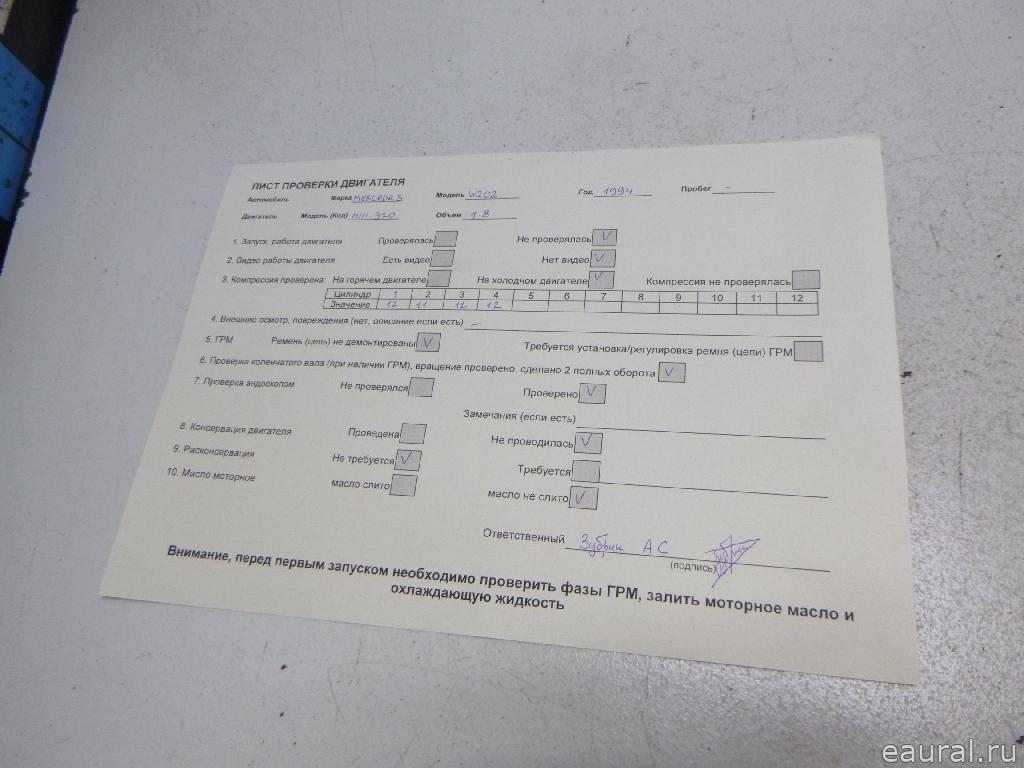 ЛИСТ ПРОВЕРКИ ДВИГАТЕЛЯ
Автомобиль Марка MERCEDES Модель W202 Год 1994 Пробег –
Двигатель Модель (Код) 111.920 Объем 1.8
1. Запуск, работа двигателя Проверялась Не проверялась V
2. Видео работы двигателя Есть видео Нет видео V
3. Компрессия проверена: На горячем двигателе На холодном двигателе V Компрессия не проверялась
Цилиндр 1 2 3 4 5 6 7 8 9 10 11 12
Значение 12 11 12 12
4. Внешний осмотр, повреждения (нет, описание если есть) –
5. ГРМ Ремень (цепь) не демонтированы V Требуется установка/регулировка ремня (цепи) ГРМ
6. Проверка коленчатого вала (при наличии ГРМ), вращение проверено, сделано 2 полных оборота V
7. Проверка эндоскопом Не проверялся Проверено V
Замечания (если есть)
8. Консервация двигателя Проведена Не проводилась V
9. Расконсервация Не требуется V Требуется
10. Масло моторное масло слито масло не слито V
Ответственный Зубрик АС
(подпись)
Внимание, перед первым запуском необходимо проверить фазы ГРМ, залить моторное масло и
охлаждающую жидкость
eaural.ru